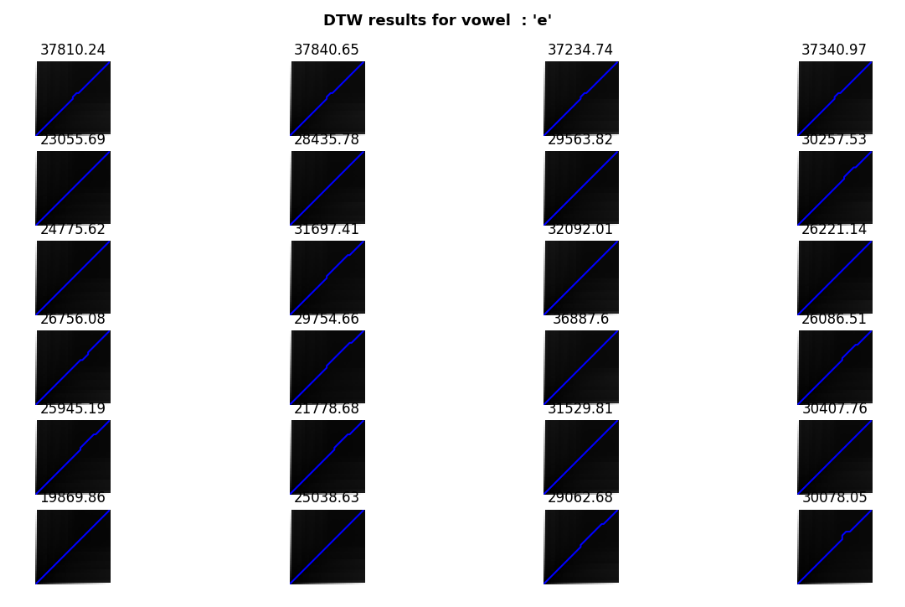 DTW results for vowel  : 'e'
37810.24 37840.65 37234.74 37340.97
23055.69 28435.78 29563.82 30257.53
24775.62 31697.41 32092.01 26221.14
26756.08 29754.66 36887.6 26086.51
25945.19 21778.68 31529.81 30407.76
19869.86 25038.63 29062.68 30078.05